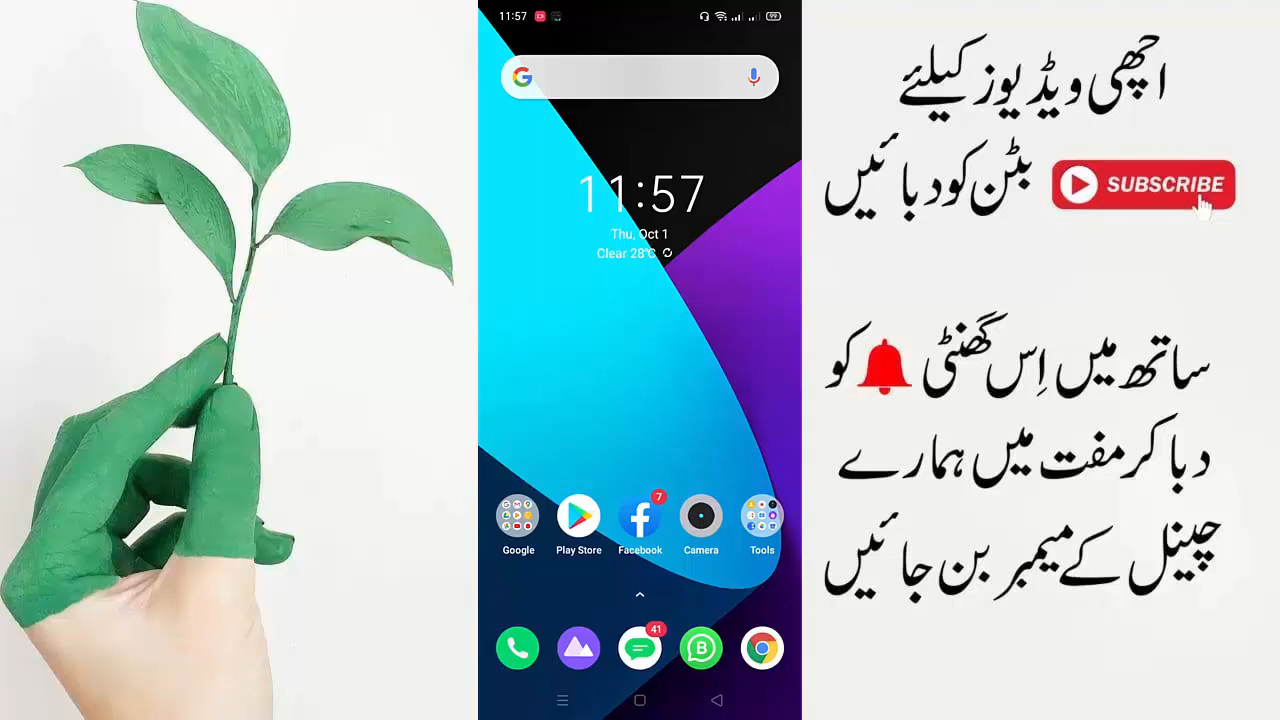 11:57
99
11:57
Thu, Oct 1
Clear 28°C
Google
Play Store
7
Facebook
Camera
Tools
41
B
اچھی ویڈیوز کیلئے
SUBSCRIBE بٹن کو دبائیں
ساتھ میں اِس گھنٹی کو
دبا کر مفت میں ہمارے
چینل کے میمبر بن جائیں